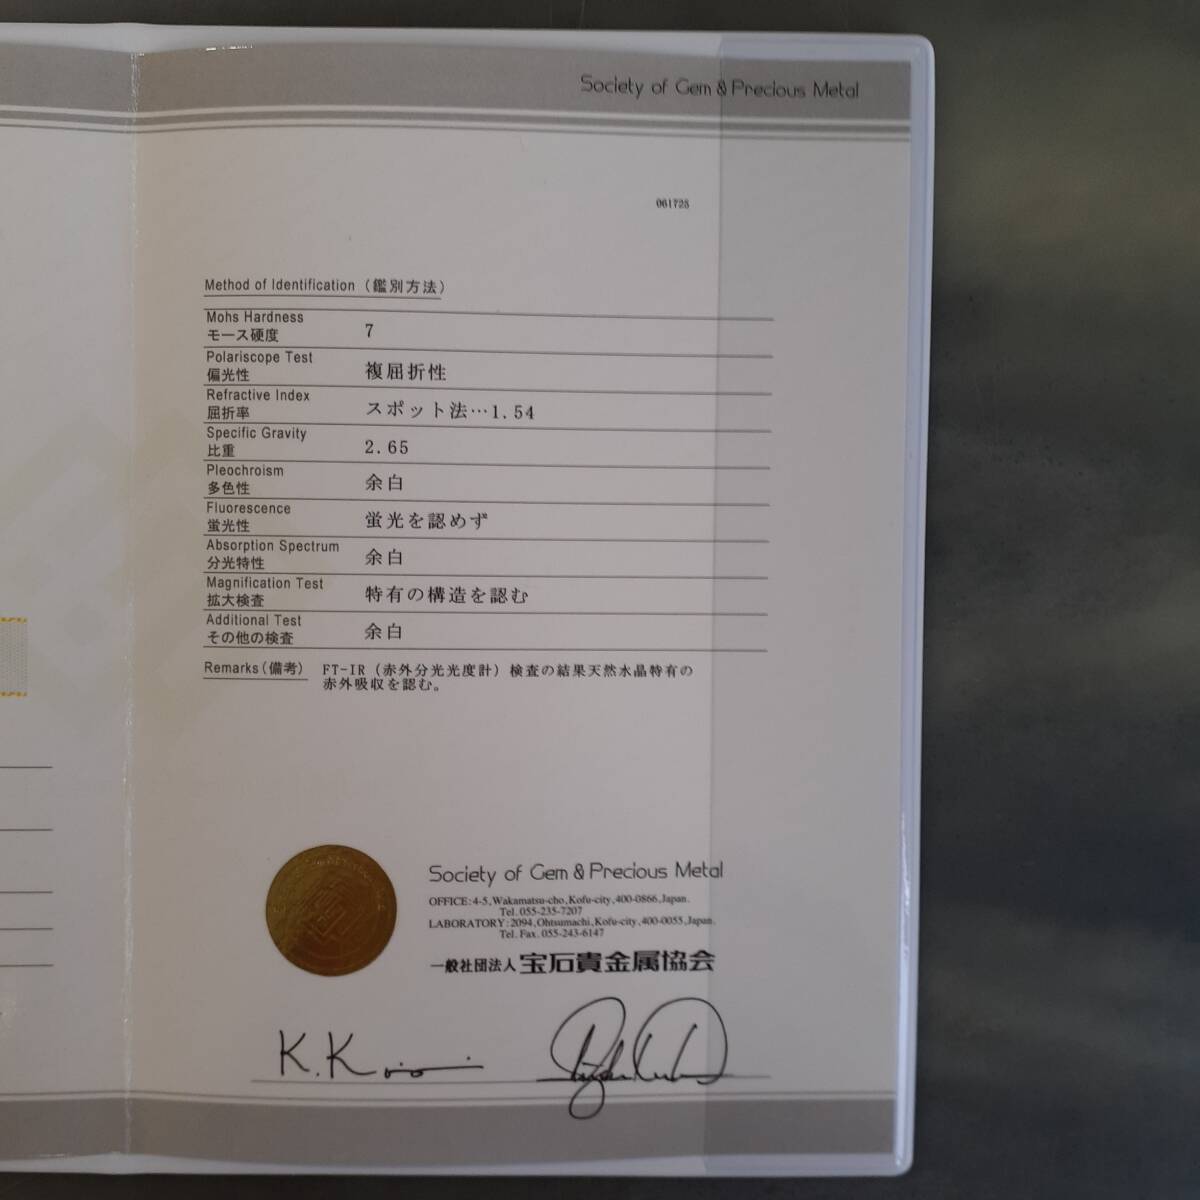 Society of Gem & Precious Metal
061728
Method of Identification (鑑別方法)
Mohs Hardness
モース硬度
7
Polariscope Test
偏光性
複屈折性
Refractive Index
屈折率
スポット法…1.54
Specific Gravity
比重
2.65
Pleochroism
多色性
余白
Fluorescence
蛍光性
蛍光を認めず
Absorption Spectrum
分光特性
余白
Magnification Test
拡大検査
特有の構造を認む
Additional Test
その他の検査
余白
Remarks (備考)
FT-IR (赤外分光光度計) 検査の結果天然水晶特有の
赤外吸収を認む。
Society of Gem & Precious Metal
OFFICE: 4-5, Wakamatsu-cho, Kofu-city, 400-0866, Japan.
Tel. 055-235-7207
LABORATORY: 2094, Ohtsumachi, Kofu-city, 400-0055, Japan.
Tel. Fax. 055-243-6147
一般社団法人 宝石貴金属協会